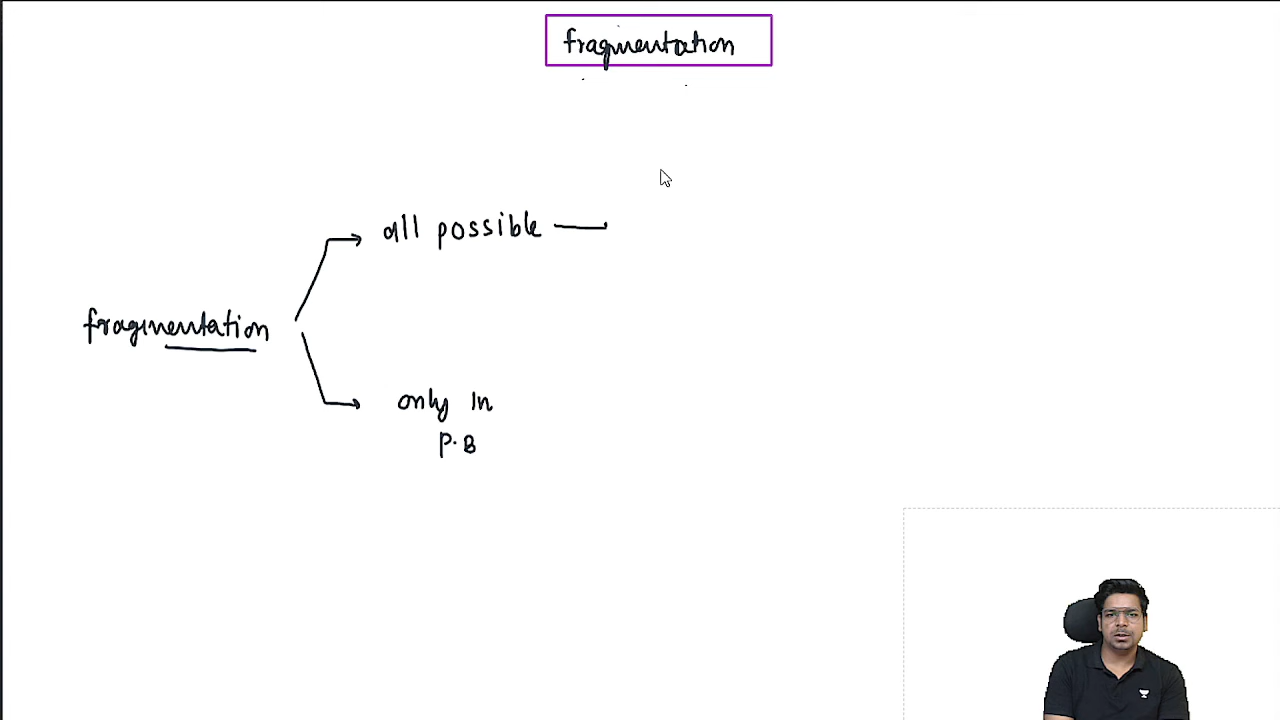 fragmentation
all possible
fragmentation
only in
P.B